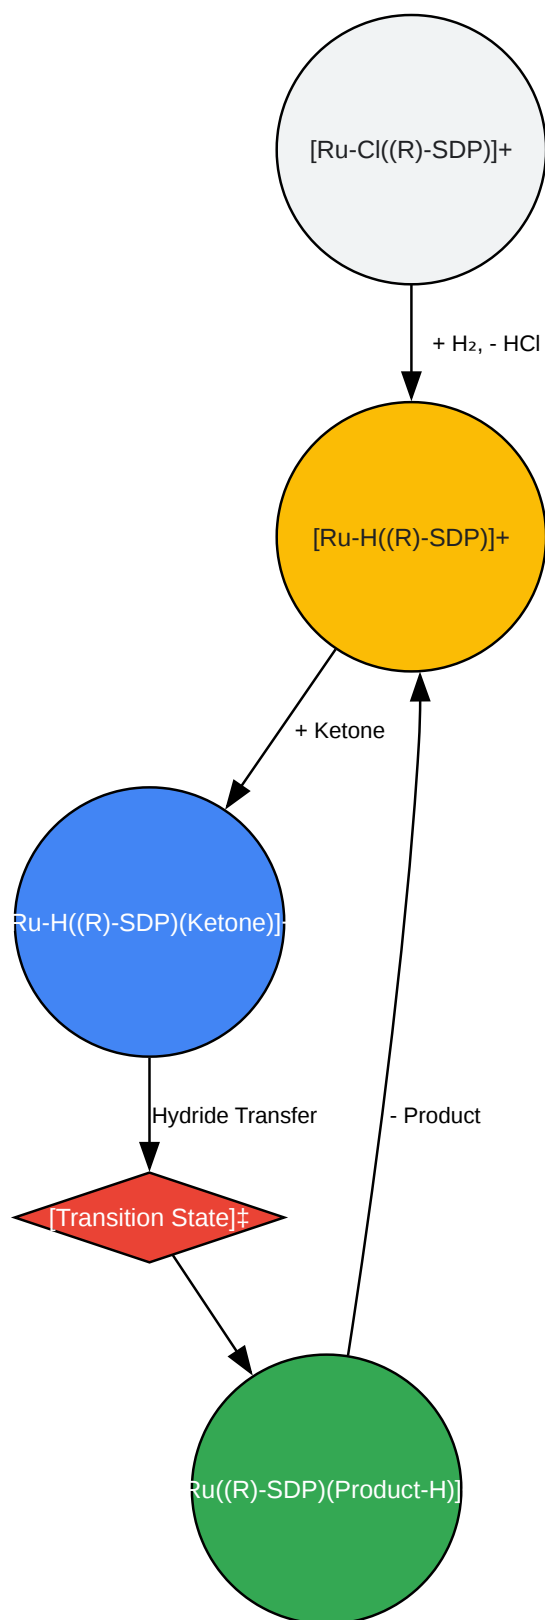 [Ru-Cl((R)-SDP)]+
+ H₂, - HCl
[Ru-H((R)-SDP)]+
+ Ketone
Ru-H((R)-SDP)(Ketone)]+
Hydride Transfer
- Product
[Transition State]‡
Ru((R)-SDP)(Product-H)]